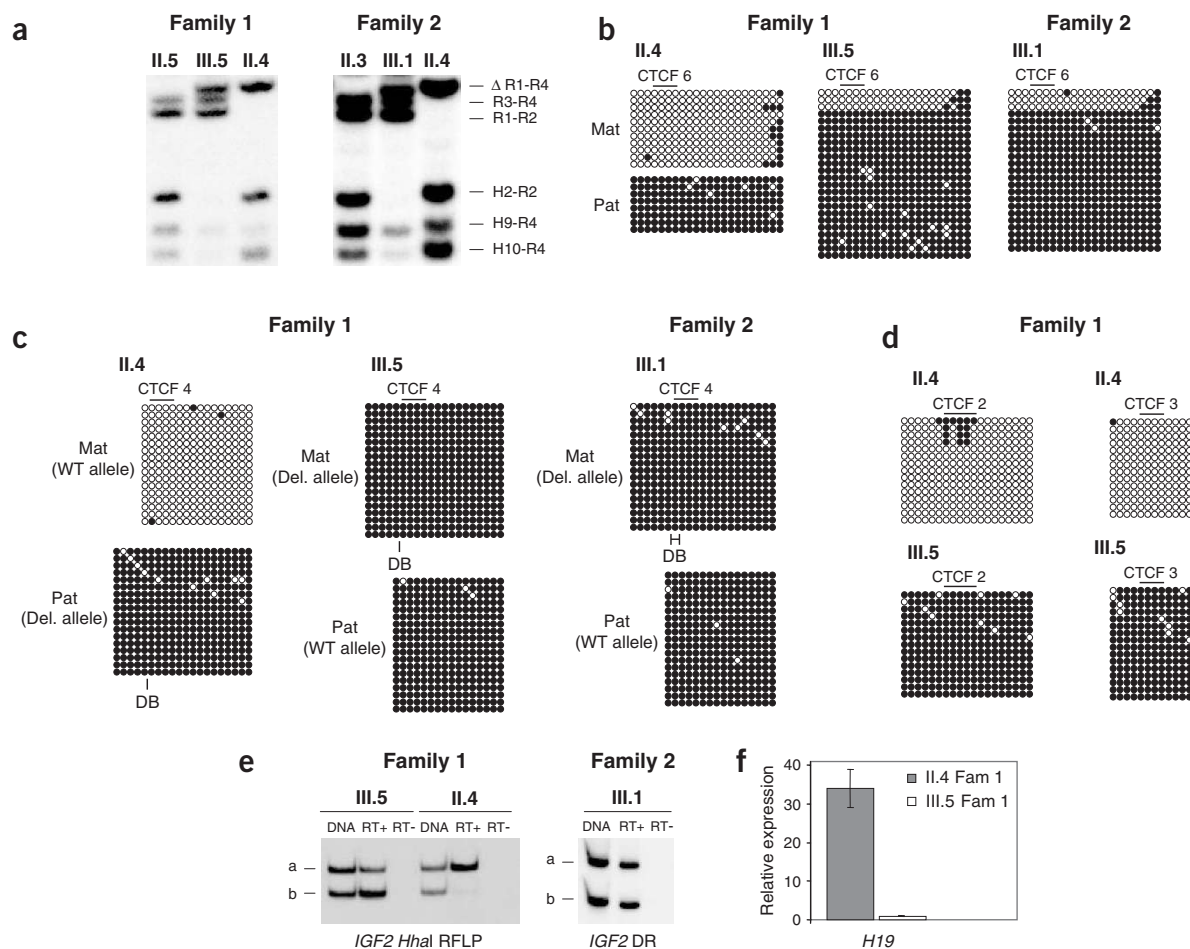 a
Family 1
Family 2
II.5 III.5 II.4
II.3 III.1 II.4
Δ R1-R4
R3-R4
R1-R2
H2-R2
H9-R4
H10-R4
b
Family 1
Family 2
II.4
III.5
III.1
CTCF 6
CTCF 6
CTCF 6
Mat
Pat
c
Family 1
Family 2
II.4
III.5
III.1
CTCF 4
CTCF 4
CTCF 4
Mat
(WT allele)
Mat
(Del. allele)
Mat
(Del. allele)
DB
H
DB
Pat
(Del. allele)
Pat
(WT allele)
Pat
(WT allele)
DB
d
Family 1
II.4
II.4
CTCF 2
CTCF 3
III.5
III.5
CTCF 2
CTCF 3
e
Family 1
Family 2
III.5
II.4
III.1
DNA RT+ RT- DNA RT+ RT-
DNA RT+ RT-
a
b
a
b
IGF2 HhaI RFLP
IGF2 DR
f
Relative expression
40
30
20
10
0
II.4 Fam 1
III.5 Fam 1
H19